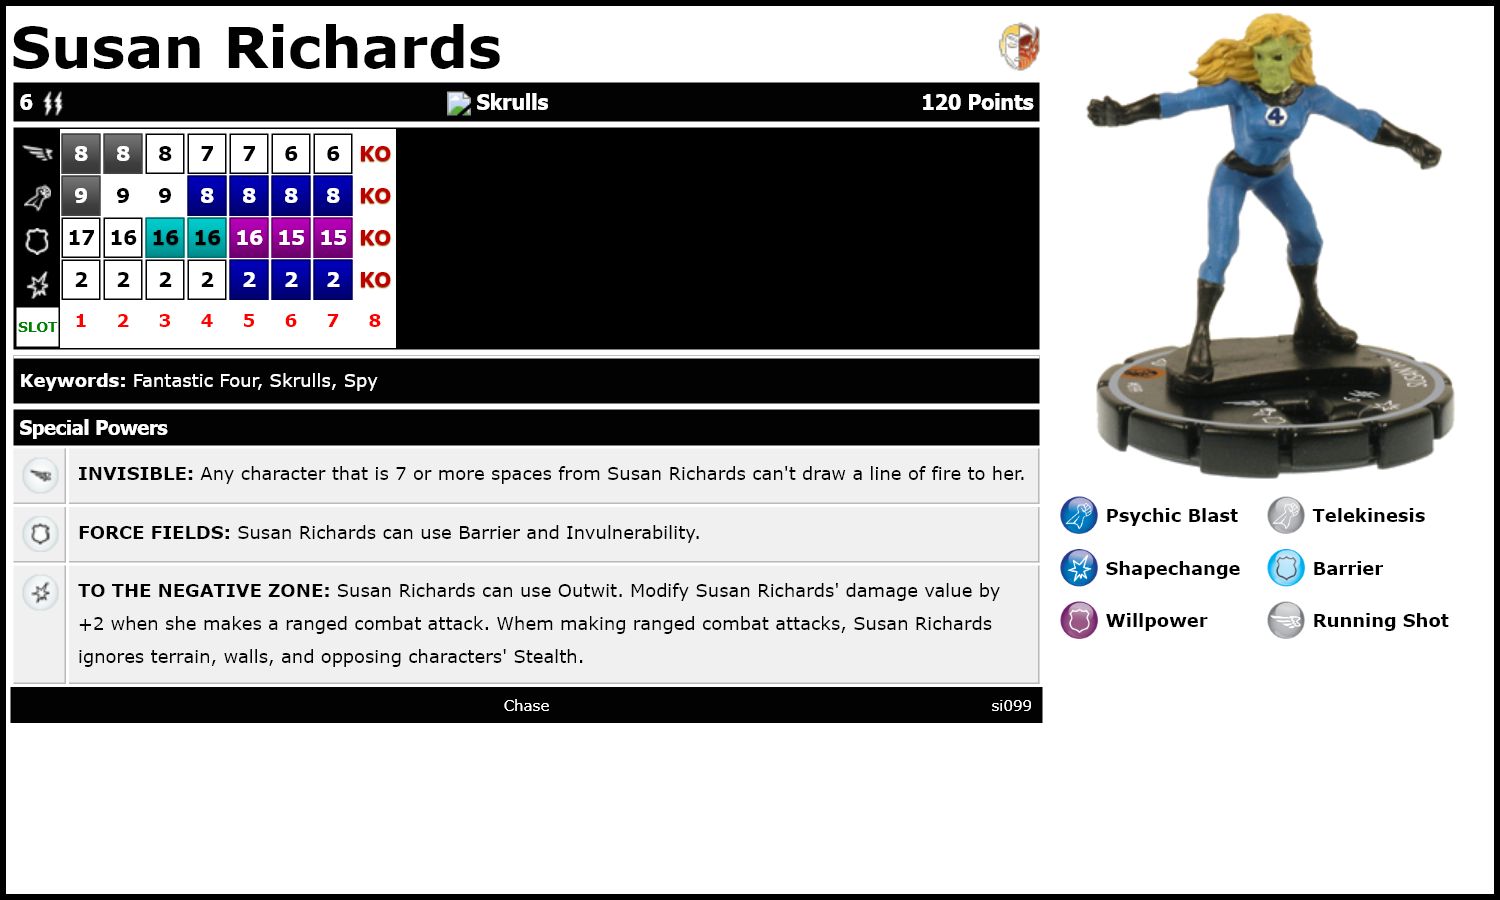 Susan Richards
6 Skrulls 120 Points
8 8 8 7 7 6 6 KO
9 9 9 8 8 8 8 KO
17 16 16 16 16 15 15 KO
2 2 2 2 2 2 2 KO
SLOT 1 2 3 4 5 6 7 8
Keywords: Fantastic Four, Skrulls, Spy
Special Powers
INVISIBLE: Any character that is 7 or more spaces from Susan Richards can't draw a line of fire to her.
FORCE FIELDS: Susan Richards can use Barrier and Invulnerability.
TO THE NEGATIVE ZONE: Susan Richards can use Outwit. Modify Susan Richards' damage value by
+2 when she makes a ranged combat attack. Whem making ranged combat attacks, Susan Richards
ignores terrain, walls, and opposing characters' Stealth.
Chase si099
4
SUSAN
Psychic Blast Telekinesis
Shapechange Barrier
Willpower Running Shot